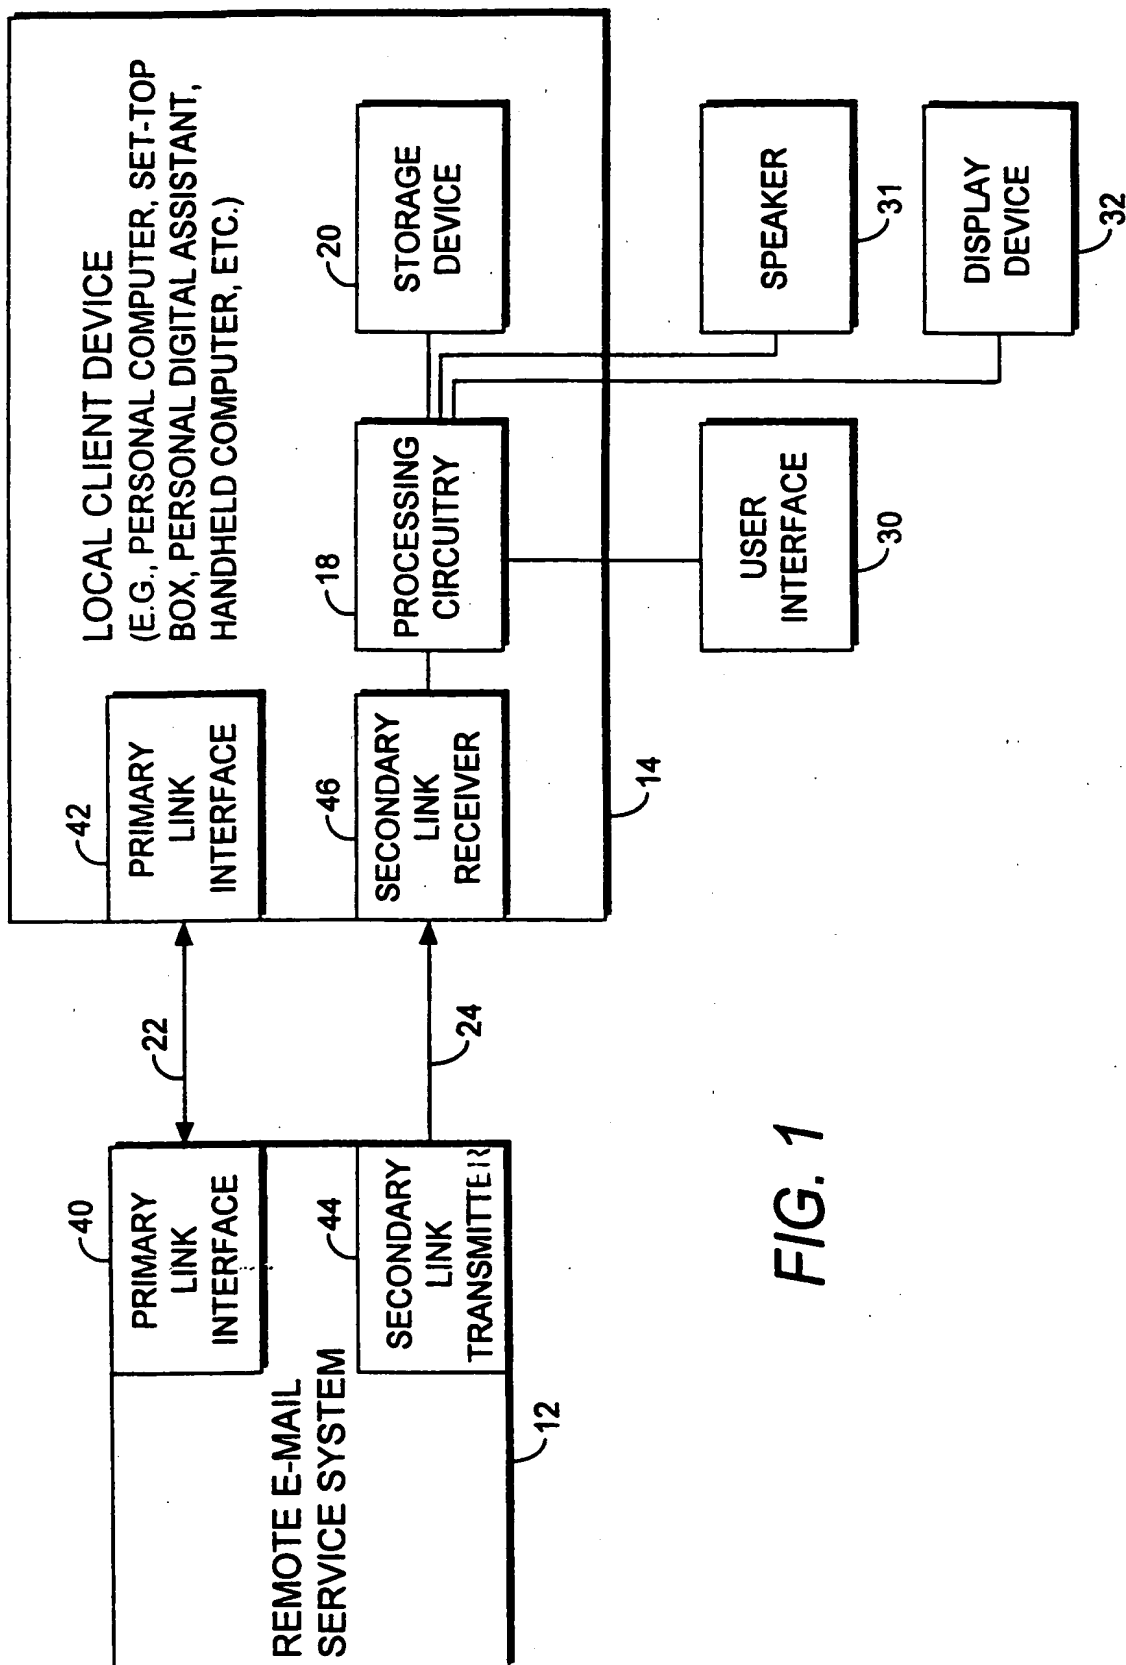 REMOTE E-MAIL
SERVICE SYSTEM
12
40
PRIMARY
LINK
INTERFACE
44
SECONDARY
LINK
TRANSMITTER
22
24
LOCAL CLIENT DEVICE
(E.G., PERSONAL COMPUTER, SET-TOP
BOX, PERSONAL DIGITAL ASSISTANT,
HANDHELD COMPUTER, ETC.)
42
PRIMARY
LINK
INTERFACE
46
SECONDARY
LINK
RECEIVER
14
18
PROCESSING
CIRCUITRY
20
STORAGE
DEVICE
USER
INTERFACE
30
SPEAKER
31
DISPLAY
DEVICE
32
FIG. 1